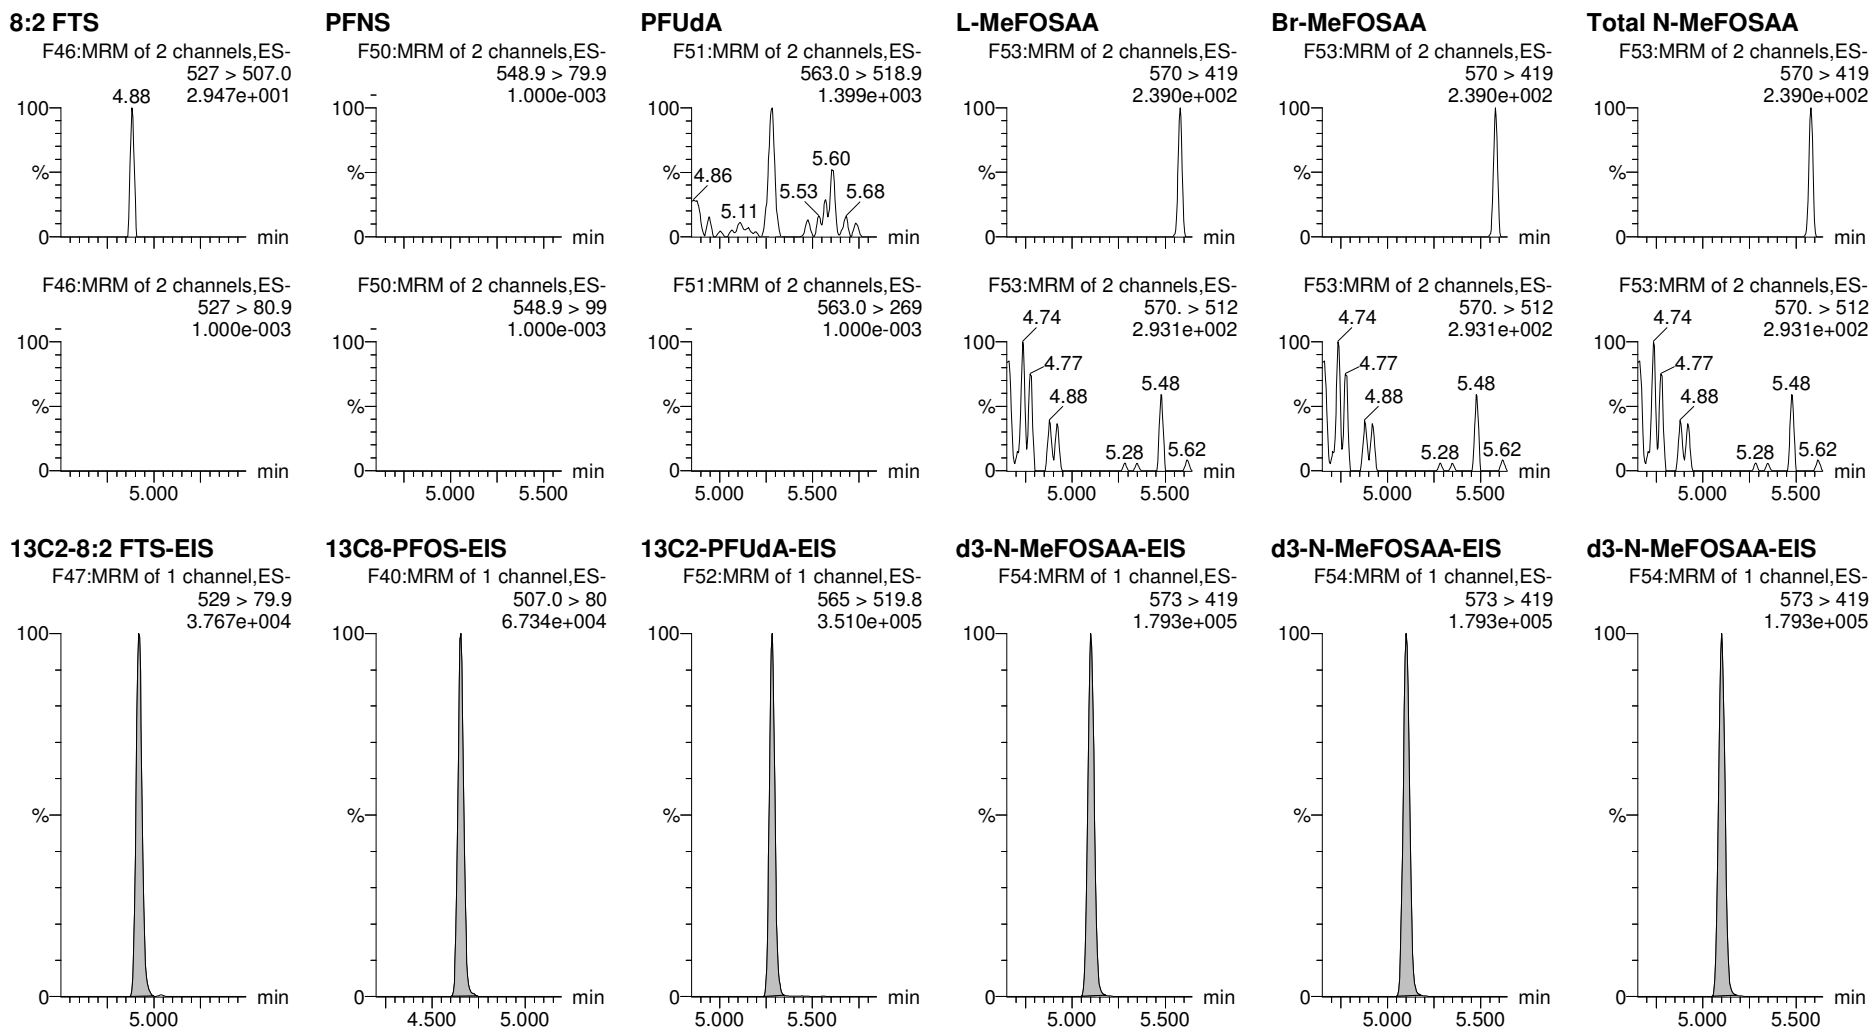 8:2 FTS
F46:MRM of 2 channels,ES-
527 > 507.0
2.947e+001
4.88
100
%
0
min
F46:MRM of 2 channels,ES-
527 > 80.9
1.000e-003
100
%
0
min
5.000
PFNS
F50:MRM of 2 channels,ES-
548.9 > 79.9
1.000e-003
100
%
0
min
F50:MRM of 2 channels,ES-
548.9 > 99
1.000e-003
100
%
0
min
5.000 5.500
PFUdA
F51:MRM of 2 channels,ES-
563.0 > 518.9
1.399e+003
100
%
0
4.86
5.11
5.53
5.60
5.68
min
F51:MRM of 2 channels,ES-
563.0 > 269
1.000e-003
100
%
0
min
5.000 5.500
L-MeFOSAA
F53:MRM of 2 channels,ES-
570 > 419
2.390e+002
100
%
0
min
F53:MRM of 2 channels,ES-
570. > 512
2.931e+002
4.74
100
4.77
4.88
5.48
%
5.28
5.62
0
min
5.000 5.500
Br-MeFOSAA
F53:MRM of 2 channels,ES-
570 > 419
2.390e+002
100
%
0
min
F53:MRM of 2 channels,ES-
570. > 512
2.931e+002
4.74
100
4.77
4.88
5.48
%
5.28
5.62
0
min
5.000 5.500
Total N-MeFOSAA
F53:MRM of 2 channels,ES-
570 > 419
2.390e+002
100
%
0
min
F53:MRM of 2 channels,ES-
570. > 512
2.931e+002
4.74
100
4.77
4.88
5.48
%
5.28
5.62
0
min
5.000 5.500
13C2-8:2 FTS-EIS
F47:MRM of 1 channel,ES-
529 > 79.9
3.767e+004
100
%
0
min
5.000
13C8-PFOS-EIS
F40:MRM of 1 channel,ES-
507.0 > 80
6.734e+004
100
%
0
min
4.500 5.000
13C2-PFUdA-EIS
F52:MRM of 1 channel,ES-
565 > 519.8
3.510e+005
100
%
0
min
5.000 5.500
d3-N-MeFOSAA-EIS
F54:MRM of 1 channel,ES-
573 > 419
1.793e+005
100
%
0
min
5.000 5.500
d3-N-MeFOSAA-EIS
F54:MRM of 1 channel,ES-
573 > 419
1.793e+005
100
%
0
min
5.000 5.500
d3-N-MeFOSAA-EIS
F54:MRM of 1 channel,ES-
573 > 419
1.793e+005
100
%
0
min
5.000 5.500